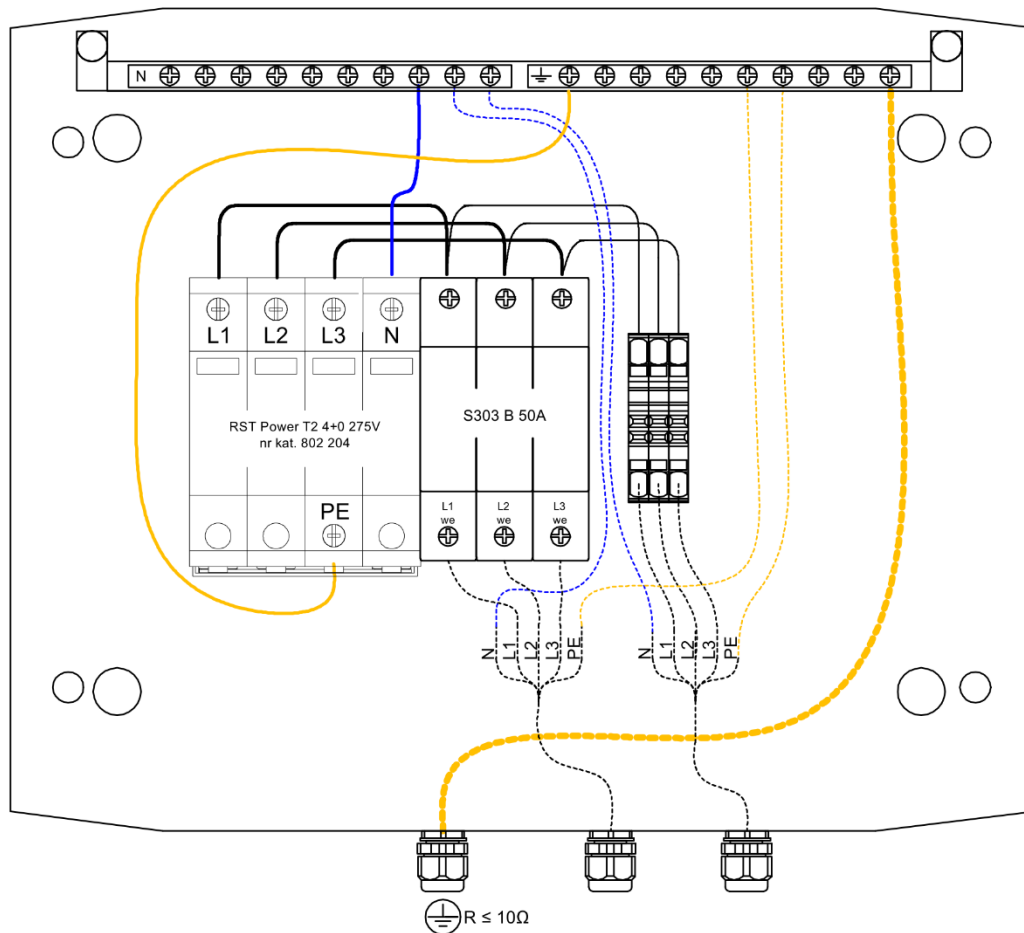 N
L1 L2 L3 N
RST Power T2 4+0 275V
nr kat. 802 204
S303 B 50A
PE
L1 L2 L3
we we we
N L1 L2 L3 PE
N L1 L2 L3 PE
R ≤ 10Ω